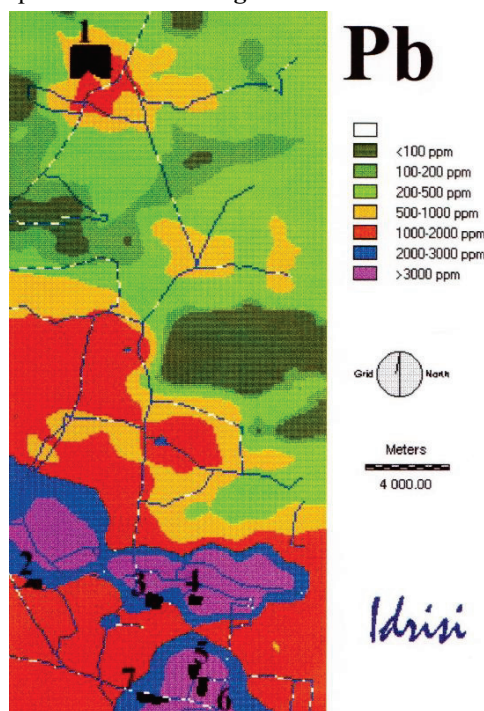 1
Pb
<100 ppm
100-200 ppm
200-500 ppm
500-1000 ppm
1000-2000 ppm
2000-3000 ppm
>3000 ppm
Grid North
Meters
4 000.00
2
3 4
Idrisi
5
7 6